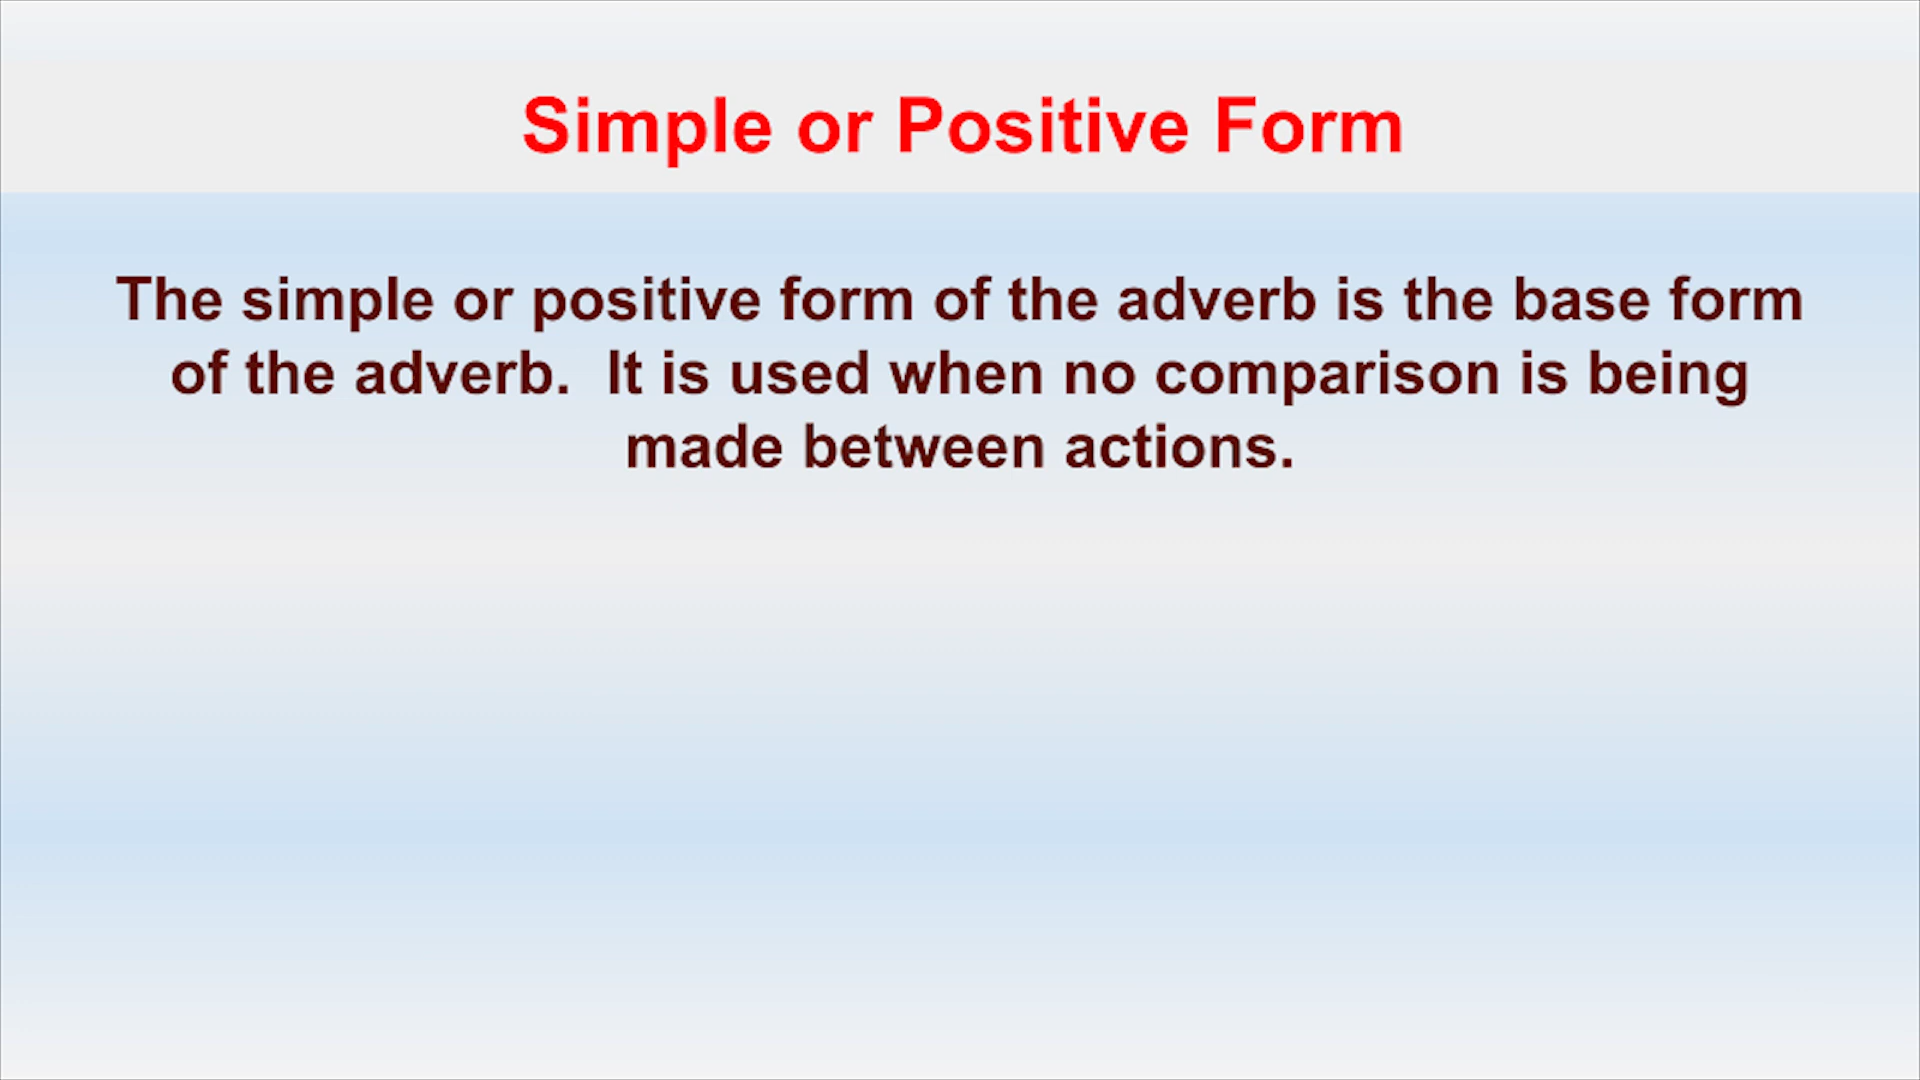 Simple or Positive Form
The simple or positive form of the adverb is the base form
of the adverb.  It is used when no comparison is being
made between actions.